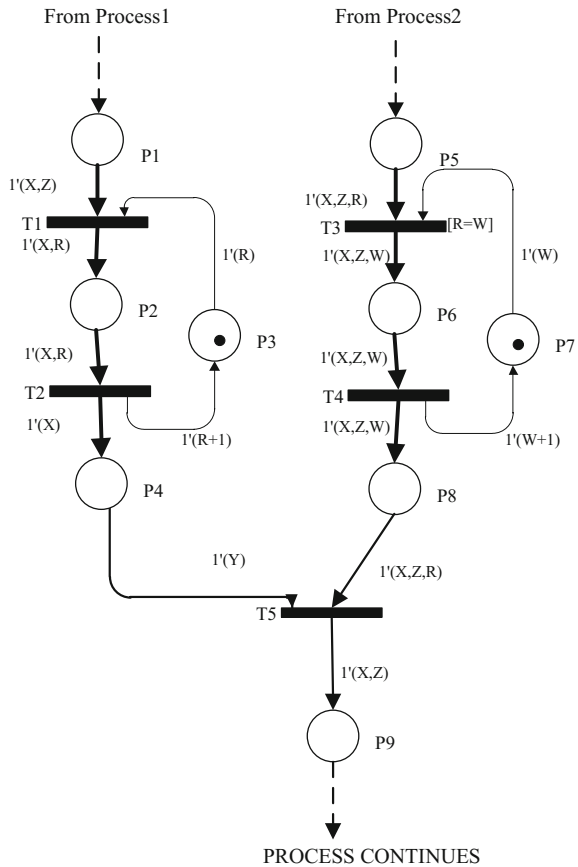 From Process1
From Process2
P1
P5
1'(X,Z)
1'(X,Z,R)
T1
T3
[R=W]
1'(X,R)
1'(R)
1'(X,Z,W)
1'(W)
P2
P3
P6
P7
1'(X,R)
1'(X,Z,W)
T2
T4
1'(X)
1'(R+1)
1'(X,Z,W)
1'(W+1)
P4
P8
1'(Y)
1'(X,Z,R)
T5
1'(X,Z)
P9
PROCESS CONTINUES